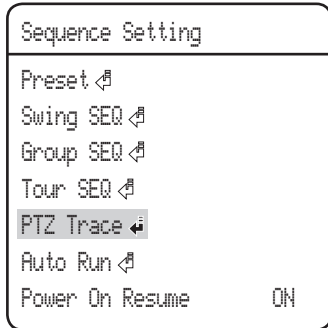 Sequence Setting
Preset
Swing SEQ
Group SEQ
Tour SEQ
PTZ Trace
Auto Run
Power On Resume ON